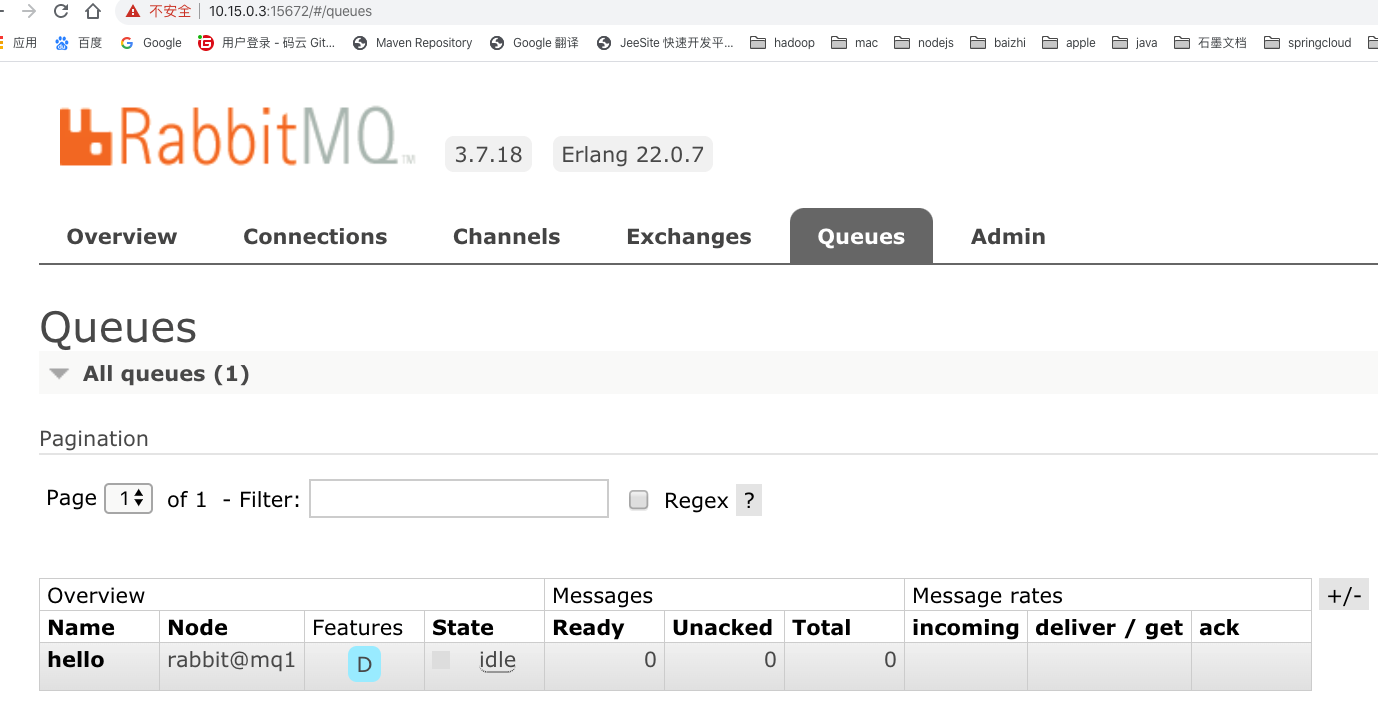 不安全 10.15.0.3:15672/#/queues
应用 百度 Google 用户登录 - 码云 Git... Maven Repository Google 翻译 JeeSite 快速开发平... hadoop mac nodejs baizhi apple java 石墨文档 springcloud
RabbitMQ TM 3.7.18 Erlang 22.0.7
Overview Connections Channels Exchanges Queues Admin
Queues
All queues (1)
Pagination
Page 1 of 1 - Filter: Regex ?
Overview Messages Message rates +/-
Name Node Features State Ready Unacked Total incoming deliver / get ack
hello rabbit@mq1 D idle 0 0 0